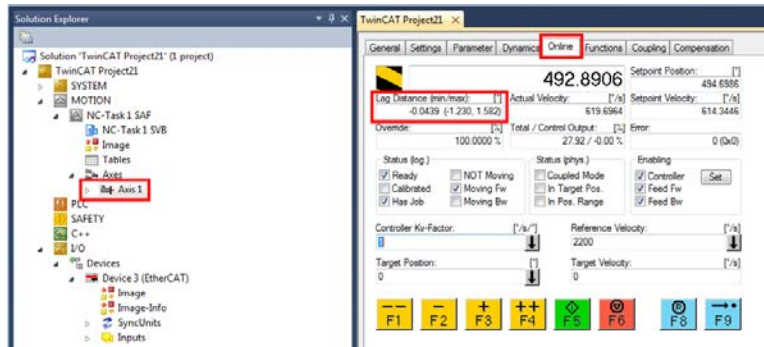 Solution Explorer
Solution 'TwinCAT Project21' (1 project)
TwinCAT Project21
SYSTEM
MOTION
NC-Task 1 SAF
NC-Task 1 SVB
Image
Tables
Axes
Axis 1
PLC
SAFETY
C++
I/O
Devices
Device 3 (EtherCAT)
Image
Image-Info
SyncUnits
Inputs
TwinCAT Project21
General Settings Parameter Dynamics Online Functions Coupling Compensation
492.8906
Setpoint Position: [°]
494.6986
Lag Distance (min/max): [°] Actual Velocity: [°/s] Setpoint Velocity: [°/s]
-0.0439 (-1.230, 1.582) 619.6964 614.3446
Override: [%] Total / Control Output: [%] Error:
100.0000 % 27.92 / -0.00 % 0 (0x0)
Status (log.) Status (phys.) Enabling
Ready NOT Moving Coupled Mode Controller Set
Calibrated Moving Fw In Target Pos. Feed Fw
Has Job Moving Bw In Pos. Range Feed Bw
Controller Kv-Factor: [°/s/°] Reference Velocity: [°/s]
1 2200
Target Position: [°] Target Velocity: [°/s]
0 0
-- - + ++
F1 F2 F3 F4 F5 F6 F8 F9